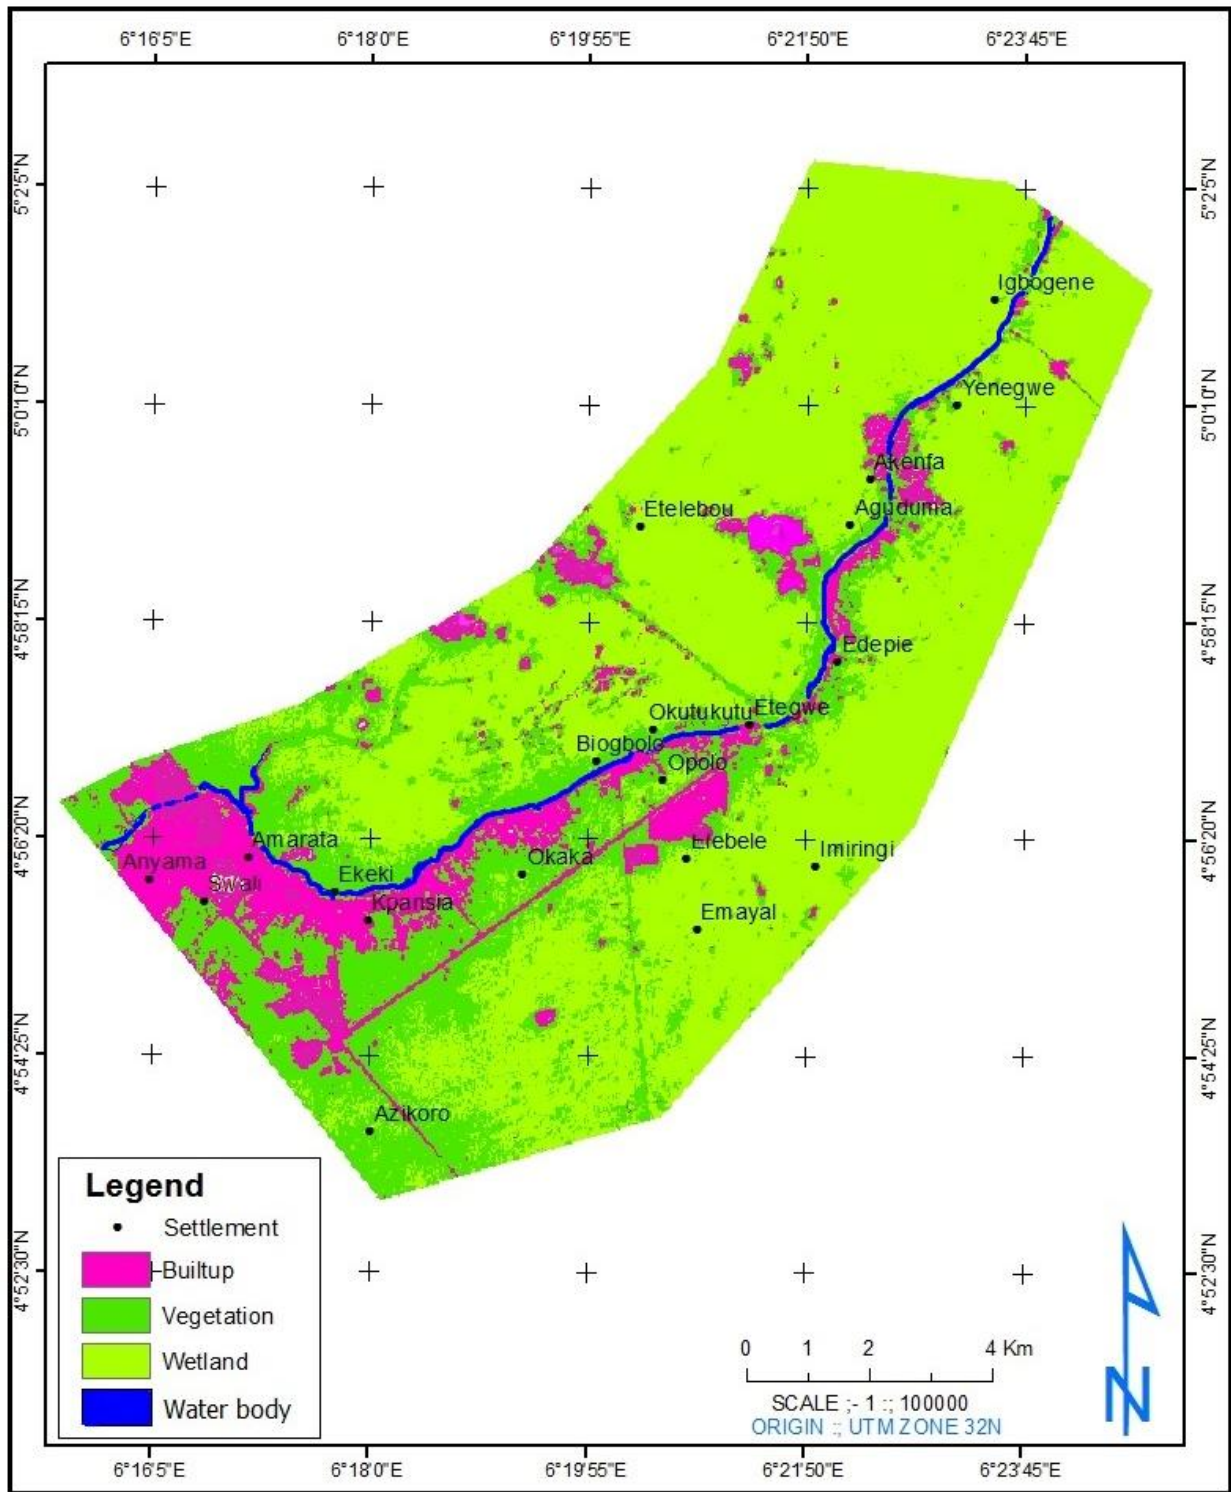 6°16'5"E 6°18'0"E 6°19'55"E 6°21'50"E 6°23'45"E
5°2'5"N 5°2'5"N
Igbogene
5°0'10"N 5°0'10"N
Yenegwe
Akenfa
Etelebou Aguduma
4°58'15"N 4°58'15"N
Edepie
Okutukutu Etegwe
Biogbolo
Opolo
4°56'20"N 4°56'20"N
Amarata Erebele Imiringi
Anyama Ekeki Okaka
Swali
Kpansia Emayal
4°54'25"N 4°54'25"N
Azikoro
Legend
Settlement
Builtup
Vegetation
Wetland
Water body
4°52'30"N 4°52'30"N
0 1 2 4 Km
SCALE ;- 1 :; 100000
ORIGIN :; UTM ZONE 32N
N
6°16'5"E 6°18'0"E 6°19'55"E 6°21'50"E 6°23'45"E